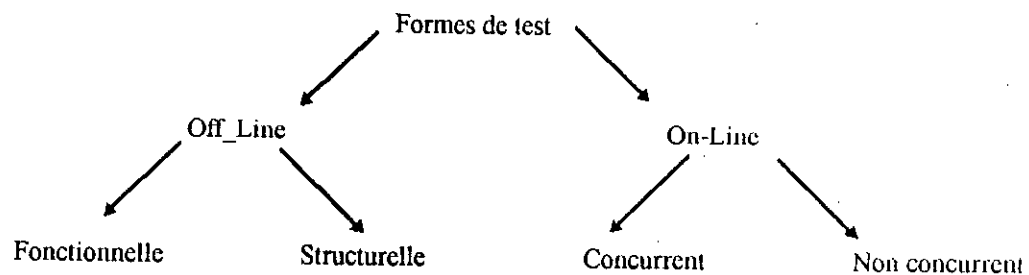 Formes de test
Off_Line
On-Line
Fonctionnelle
Structurelle
Concurrent
Non concurrent